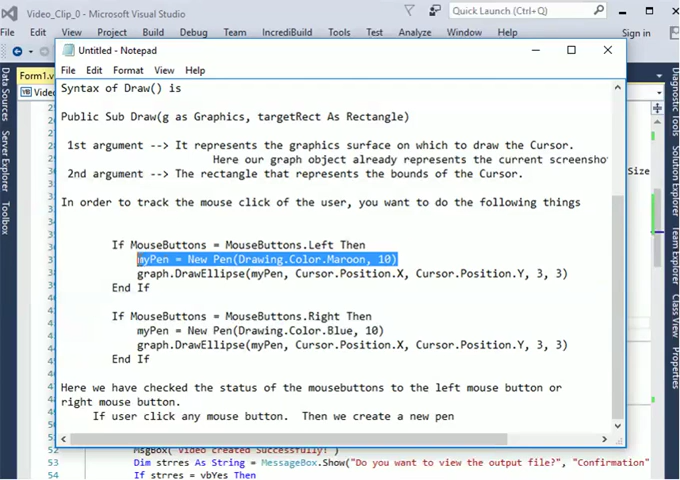 Video_Clip_0 - Microsoft Visual Studio
Quick Launch (Ctrl+Q)
File
View
Build
Debug
Team
IncrediBuild
Tools
Test
Analyze
Window
Sign in
Form1.v
Data Sources
Server Explorer
Toolbox
Diagnostic Tools
Solution Explorer
Team Explorer
Class View
Properties
Untitled - Notepad
File Edit Format View Help
Syntax of Draw() is
Public Sub Draw(g as Graphics, targetRect As Rectangle)
1st argument --> It represents the graphics surface on which to draw the Cursor.
Here our graph object already represents the current screensho
2nd argument --> The rectangle that represents the bounds of the Cursor.
In order to track the mouse click of the user, you want to do the following things
If MouseButtons = MouseButtons.Left Then
myPen = New Pen(Drawing.Color.Maroon, 10)
graph.DrawEllipse(myPen, Cursor.Position.X, Cursor.Position.Y, 3, 3)
End If
If MouseButtons = MouseButtons.Right Then
myPen = New Pen(Drawing.Color.Blue, 10)
graph.DrawEllipse(myPen, Cursor.Position.X, Cursor.Position.Y, 3, 3)
End If
Here we have checked the status of the mousebuttons to the left mouse button or
right mouse button.
If user click any mouse button.  Then we create a new pen
Size
52 MsgBox("Video created Successfully!")
53 Dim strres As String = MessageBox.Show("Do you want to view the output file?", "Confirmation"
54 If strres = vbYes Then